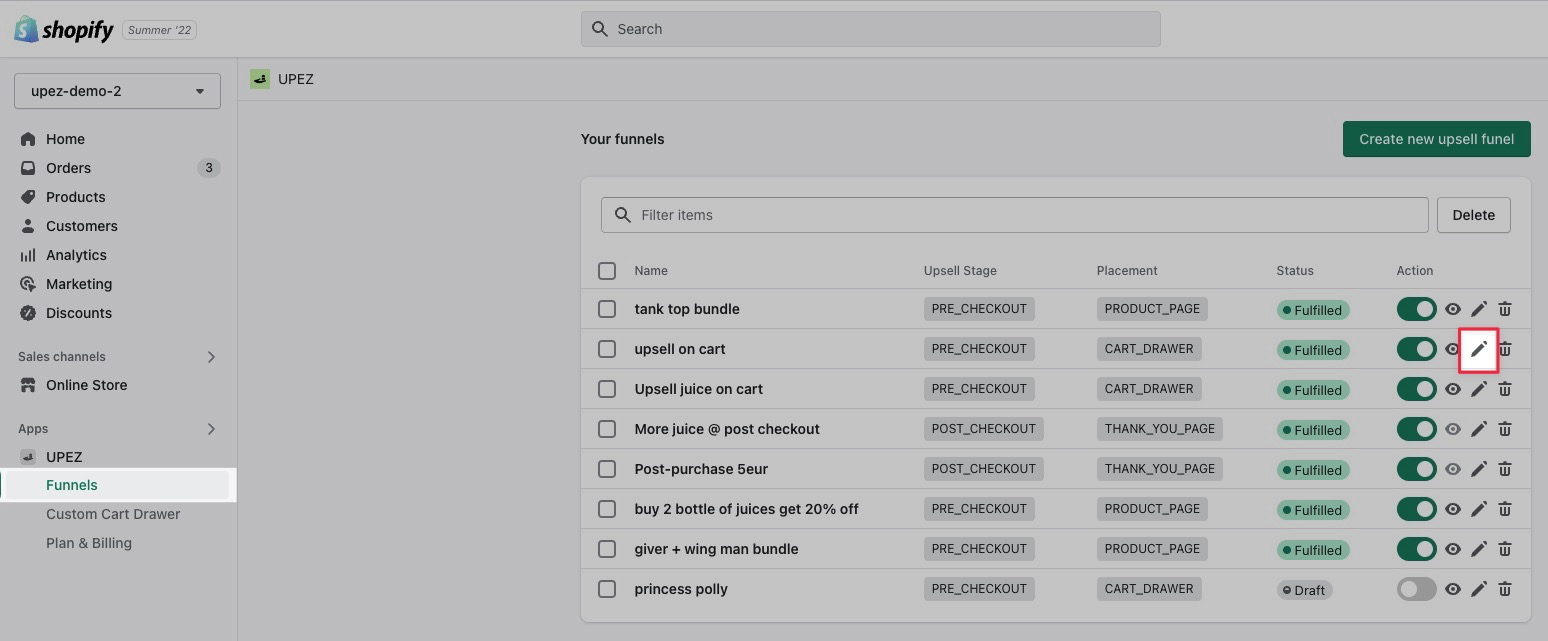 shopify Summer '22
Search
upez-demo-2
UPEZ
Home
Orders 3
Products
Customers
Analytics
Marketing
Discounts
Sales channels
Online Store
Apps
UPEZ
Funnels
Custom Cart Drawer
Plan & Billing
Your funnels
Create new upsell funel
Filter items
Delete
Name Upsell Stage Placement Status Action
tank top bundle PRE_CHECKOUT PRODUCT_PAGE Fulfilled
upsell on cart PRE_CHECKOUT CART_DRAWER Fulfilled
Upsell juice on cart PRE_CHECKOUT CART_DRAWER Fulfilled
More juice @ post checkout POST_CHECKOUT THANK_YOU_PAGE Fulfilled
Post-purchase 5eur POST_CHECKOUT THANK_YOU_PAGE Fulfilled
buy 2 bottle of juices get 20% off PRE_CHECKOUT PRODUCT_PAGE Fulfilled
giver + wing man bundle PRE_CHECKOUT PRODUCT_PAGE Fulfilled
princess polly PRE_CHECKOUT CART_DRAWER Draft